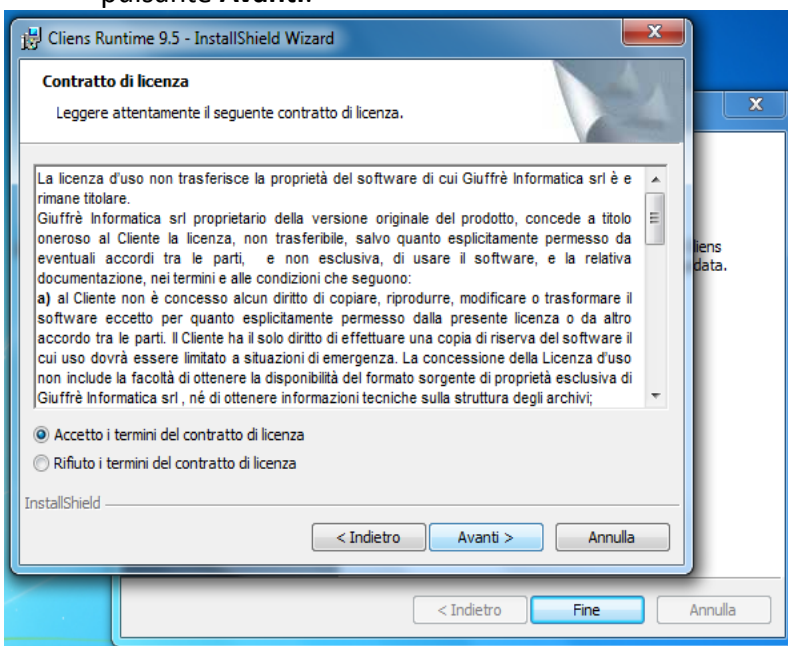 pulsante Avanti.
Cliens Runtime 9.5 - InstallShield Wizard
Contratto di licenza
Leggere attentamente il seguente contratto di licenza.
La licenza d'uso non trasferisce la proprietà del software di cui Giuffrè Informatica srl è e
rimane titolare.
Giuffrè Informatica srl proprietario della versione originale del prodotto, concede a titolo
oneroso al Cliente la licenza, non trasferibile, salvo quanto esplicitamente permesso da
eventuali accordi tra le parti, e non esclusiva, di usare il software, e la relativa
documentazione, nei termini e alle condizioni che seguono:
a) al Cliente non è concesso alcun diritto di copiare, riprodurre, modificare o trasformare il
software eccetto per quanto esplicitamente permesso dalla presente licenza o da altro
accordo tra le parti. Il Cliente ha il solo diritto di effettuare una copia di riserva del software il
cui uso dovrà essere limitato a situazioni di emergenza. La concessione della Licenza d'uso
non include la facoltà di ottenere la disponibilità del formato sorgente di proprietà esclusiva di
Giuffrè Informatica srl , né di ottenere informazioni tecniche sulla struttura degli archivi;
liens
data.
Accetto i termini del contratto di licenza
Rifiuto i termini del contratto di licenza
InstallShield
< Indietro
Avanti >
Annulla
< Indietro
Fine
Annulla